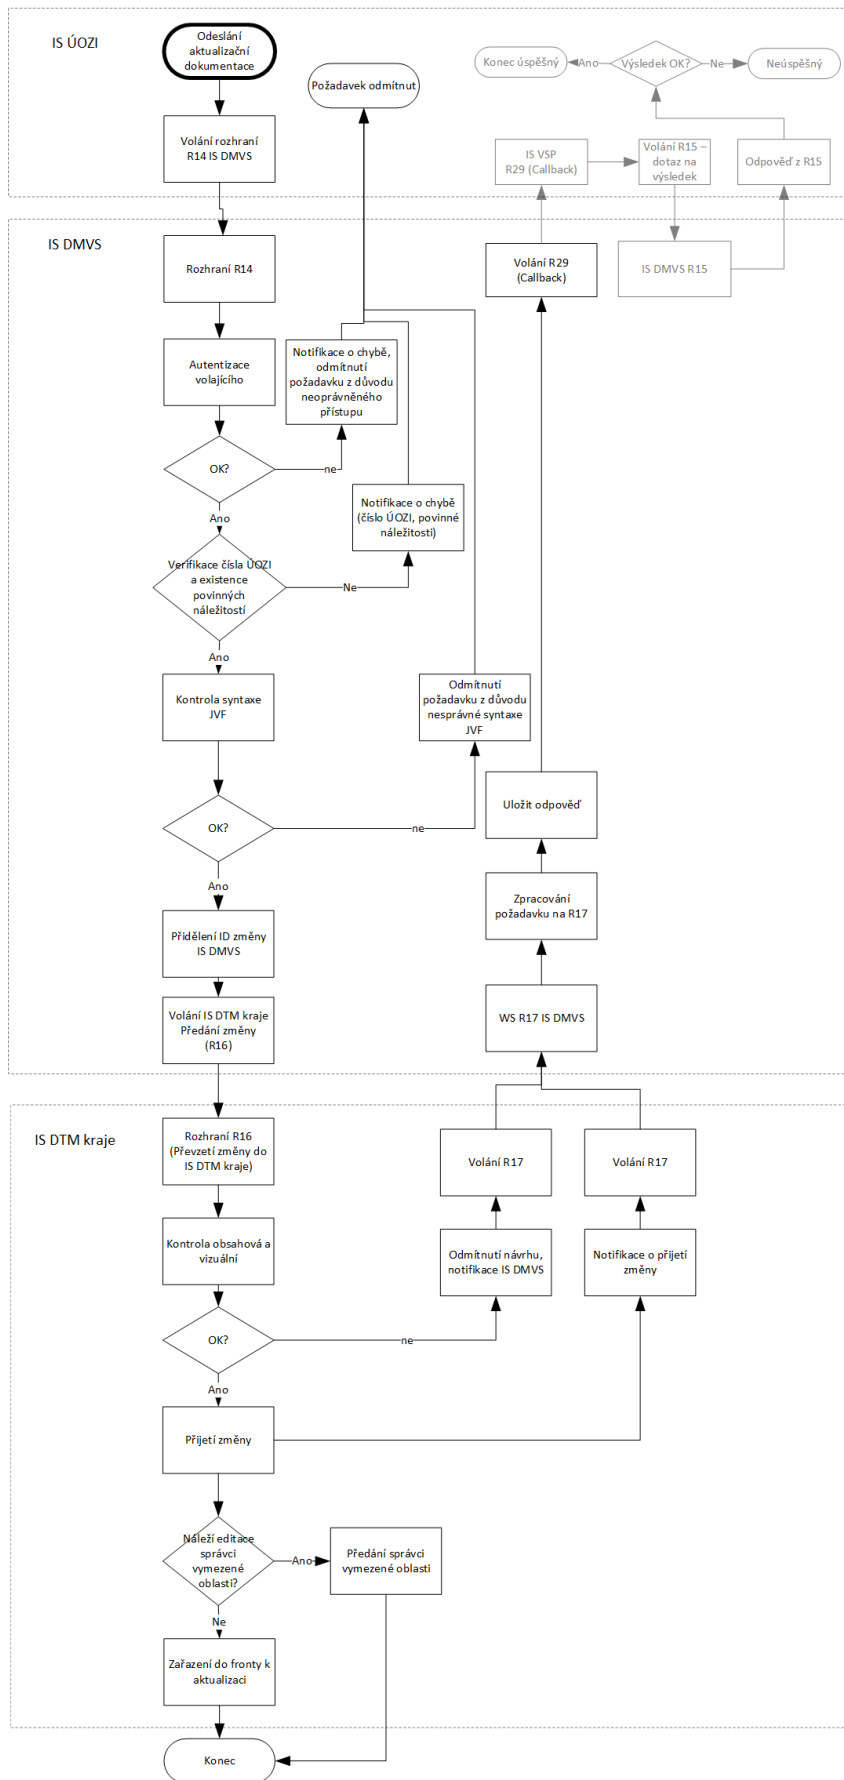 IS ÚOZI
Odeslání
aktualizační
dokumentace
Požadavek odmítnut
Konec úspěšný
Ano
Výsledek OK?
Ne
Neúspěšný
Volání rozhraní
R14 IS DMVS
IS VSP
R29 (Callback)
Volání R15 –
dotaz na
výsledek
Odpověď z R15
IS DMVS
Rozhraní R14
Volání R29
(Callback)
IS DMVS R15
Autentizace
volajícího
Notifikace o chybě,
odmítnutí
požadavku z důvodu
neoprávněného
přístupu
OK?
ne
Ano
Notifikace o chybě
(číslo ÚOZI, povinné
náležitosti)
Verifikace čísla ÚOZI
a existence
povinných
náležitostí
Ne
Ano
Kontrola syntaxe
JVF
Odmítnutí
požadavku z důvodu
nesprávné syntaxe
JVF
OK?
ne
Uložit odpověď
Ano
Zpracování
požadavku na R17
Přidělení ID změny
IS DMVS
Volání IS DTM kraje
Předání změny
(R16)
WS R17 IS DMVS
IS DTM kraje
Rozhraní R16
(Převzetí změny do
IS DTM kraje)
Volání R17
Volání R17
Kontrola obsahová a
vizuální
Odmítnutí návrhu,
notifikace IS DMVS
Notifikace o přijetí
změny
OK?
ne
Ano
Přijetí změny
Náleží editace
správci
vymezené
oblasti?
Ano
Předání správci
vymezené oblasti
Ne
Zařazení do fronty k
aktualizaci
Konec